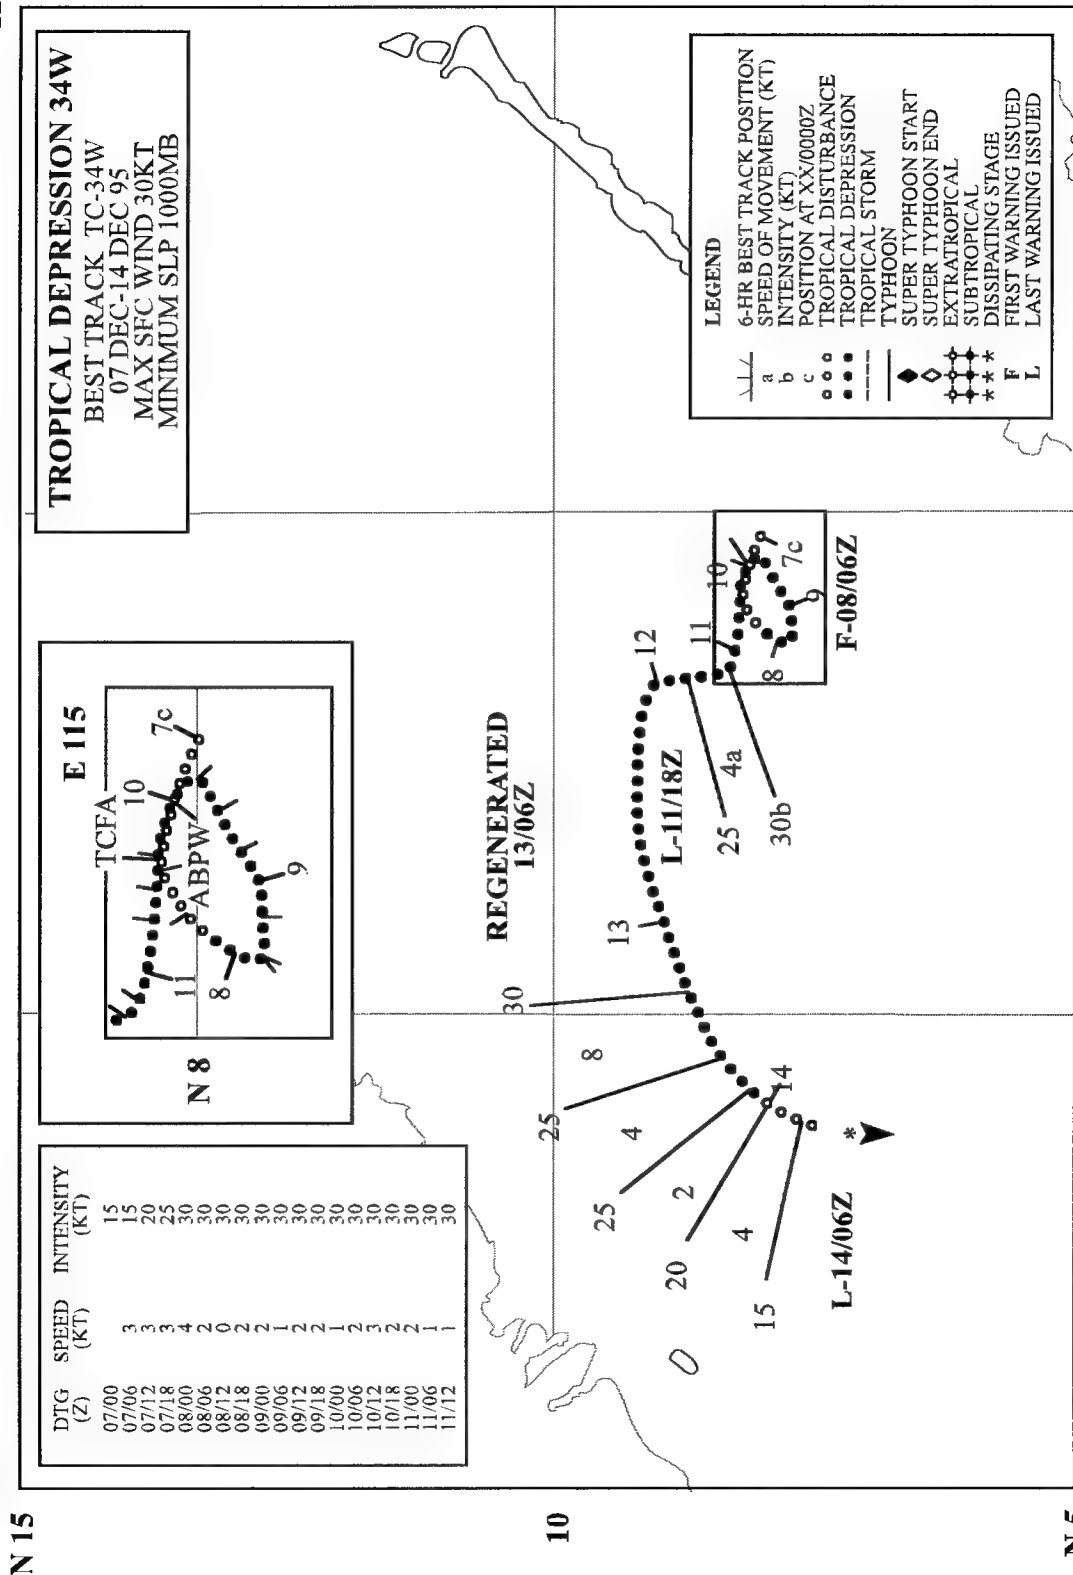 TROPICAL DEPRESSION 34W
BEST TRACK TC-34W
07 DEC-14 DEC 95
MAX SFC WIND 30KT
MINIMUM SLP 1000MB
DTG SPEED INTENSITY
(Z) (KT) (KT)
07/00 15
07/06 3 15
07/12 3 20
07/18 3 25
08/00 4 30
08/06 2 30
08/12 0 30
08/18 2 30
09/00 2 30
09/06 1 30
09/12 2 30
09/18 2 30
10/00 1 30
10/06 2 30
10/12 3 30
10/18 2 30
11/00 2 30
11/06 1 30
11/12 1 30
E 115
N 8
TCFA
10
7c
ABPW
11
8
9
LEGEND
6-HR BEST TRACK POSITION
a SPEED OF MOVEMENT (KT)
b INTENSITY (KT)
c POSITION AT XX/0000Z
TROPICAL DISTURBANCE
TROPICAL DEPRESSION
TROPICAL STORM
TYPHOON
SUPER TYPHOON START
SUPER TYPHOON END
EXTRATROPICAL
SUBTROPICAL
*** DISSIPATING STAGE
F FIRST WARNING ISSUED
L LAST WARNING ISSUED
REGENERATED
13/06Z
30
13
12
11
10
L-11/18Z
25
4a
30b
7c
8
9
F-08/06Z
25
8
25
4
20
2
14
15
4
*
L-14/06Z
N 15
10
N 5